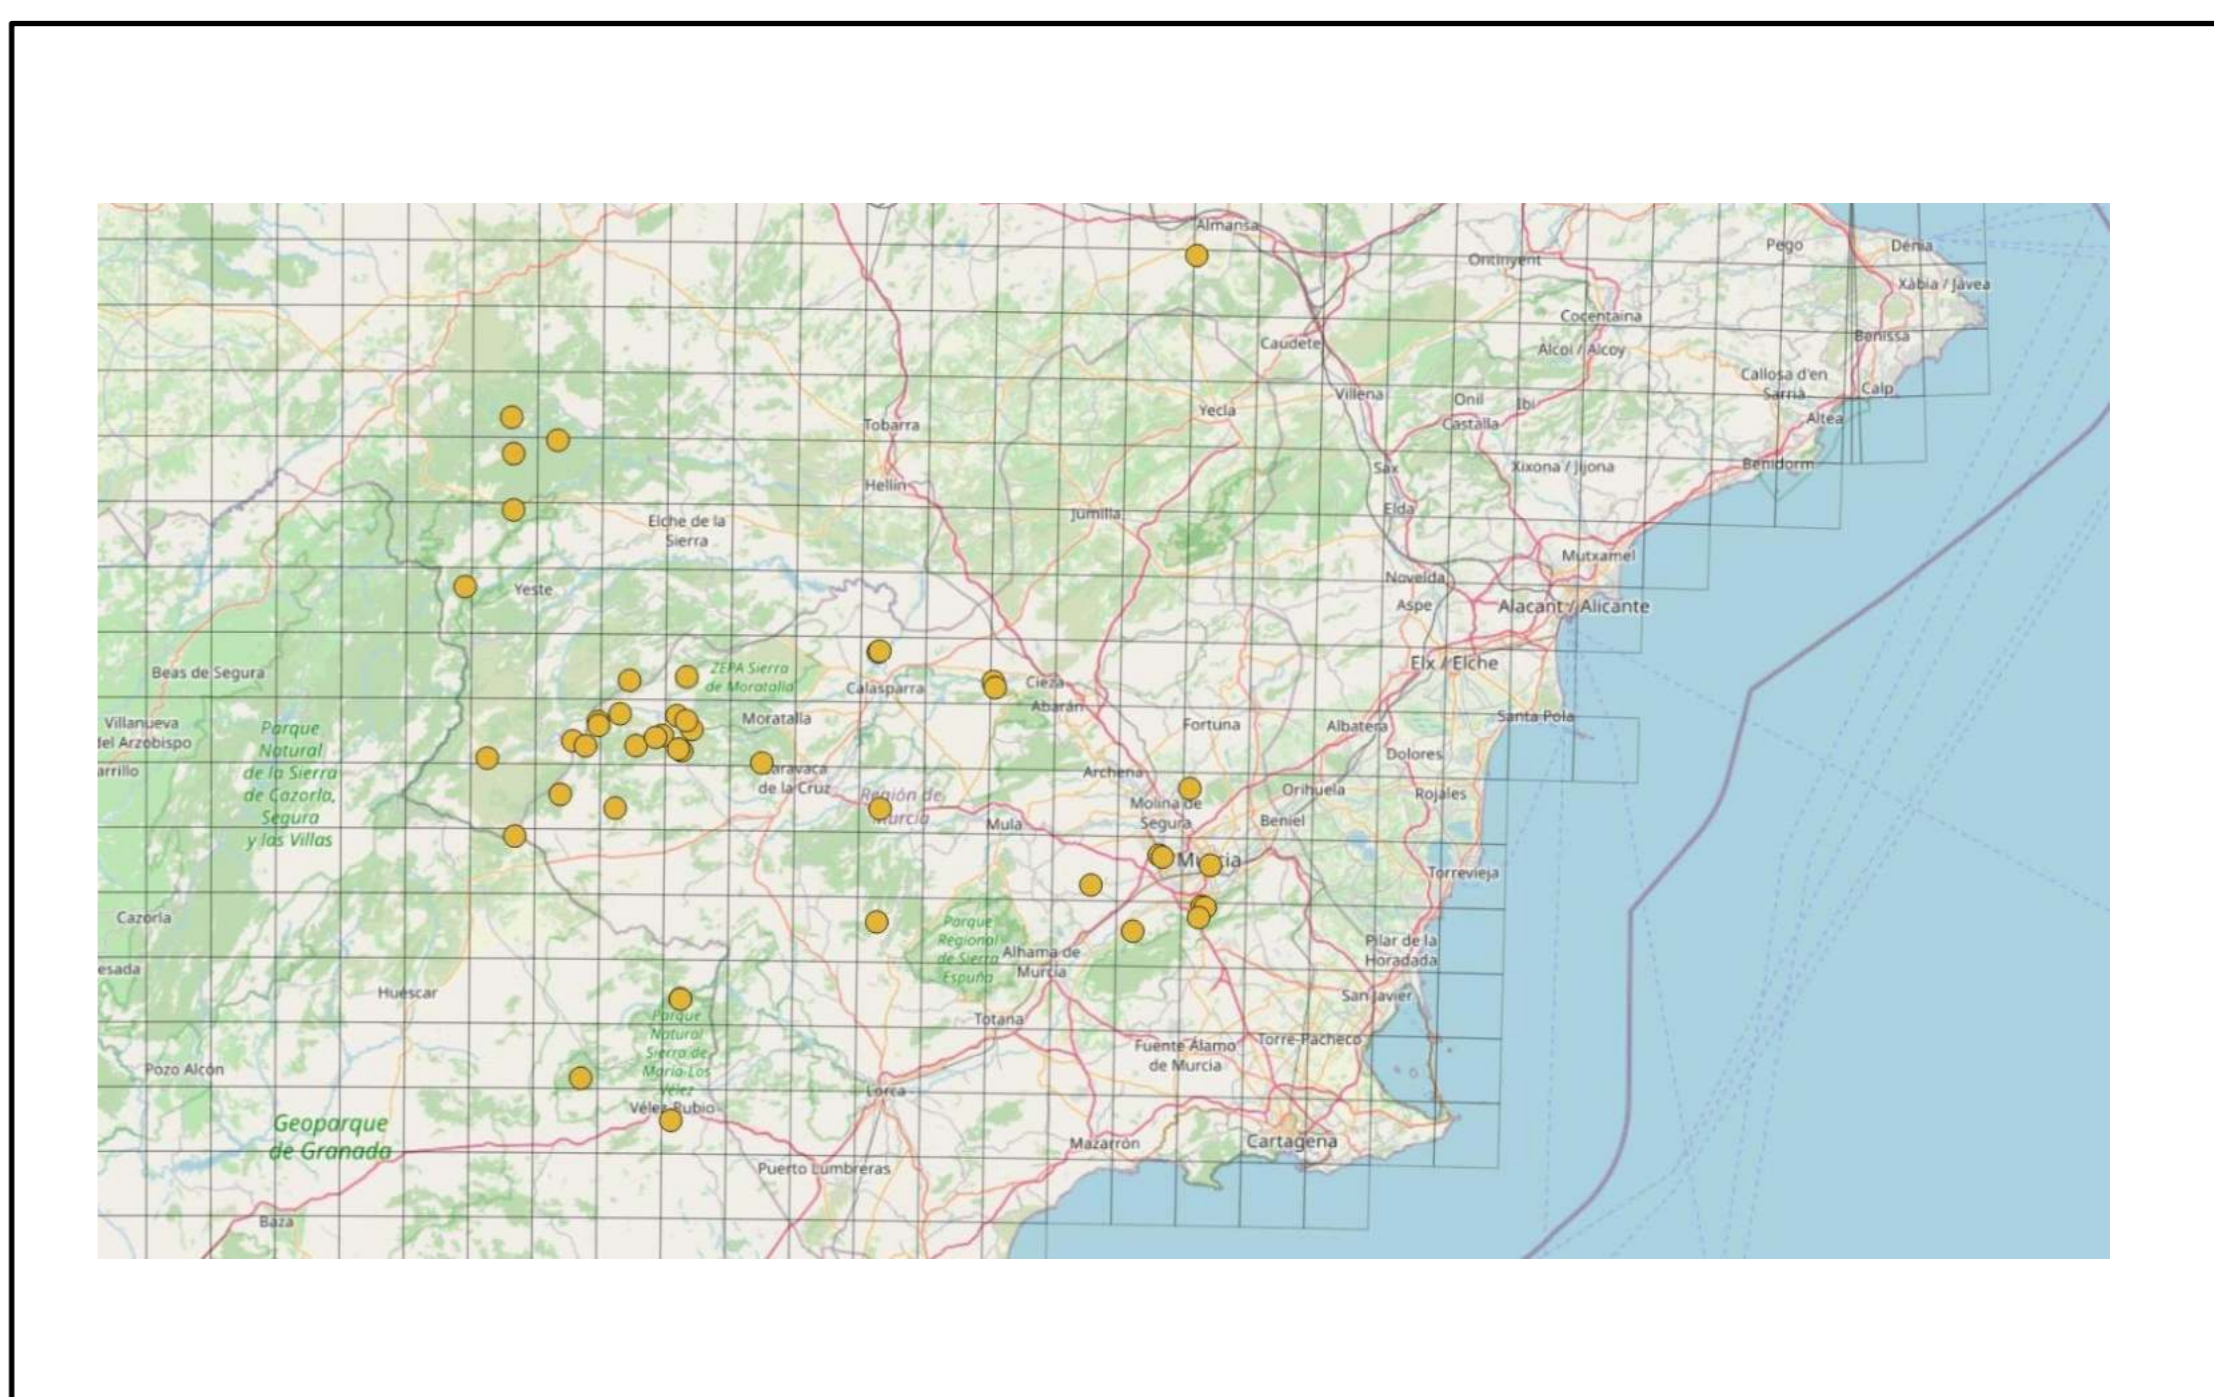 Almansa
Pego
Dénia
Ontinyent
Xàbia / Jávea
Cocentaina
Benissa
Caudete
Alcoi / Alcoy
Callosa d'en
Sarrià
Calp
Villena
Onil
Ibi
Yecla
Altea
Tobarra
Castalla
Benidorm
Sax
Xixona / Jijona
Hellín
Elda
Jumilla
Elche de la
Sierra
Mutxamel
Novelda
Yeste
Aspe
Alacant / Alicante
Elx / Elche
Beas de Segura
ZEPA Sierra
de Moratalla
Calasparra
Cieza
Abarán
Santa Pola
Villanueva
del Arzobispo
Moratalla
Fortuna
Albatera
Parque
Natural
de la Sierra
de Cazorla,
Segura
y las Villas
Dolores
arrillo
aravaca
de la Cruz
Archena
Región de
Murcia
Orihuela
Rojales
Molina de
Segura
Mula
Beniel
Murcia
Torrevieja
Cazorla
Parque
Regional
de Sierra
Espuña
Alhama de
Murcia
Pilar de la
Horadada
esada
Huéscar
San Javier
Parque
Natural
Sierra de
María-Los
Vélez
Totana
Torre-Pacheco
Fuente Álamo
de Murcia
Pozo Alcón
Lorca
Vélez-Rubio
Geoparque
de Granada
Mazarrón
Cartagena
Puerto Lumbreras
Baza